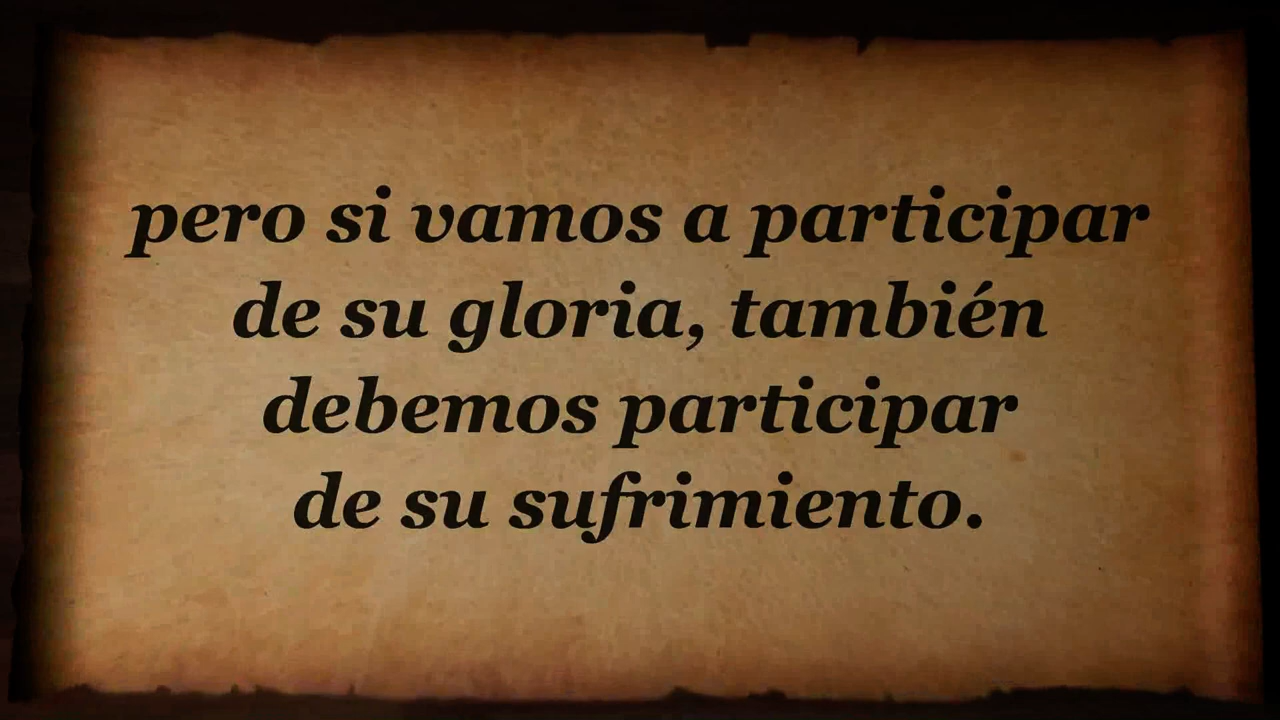 pero si vamos a participar
de su gloria, también
debemos participar
de su sufrimiento.